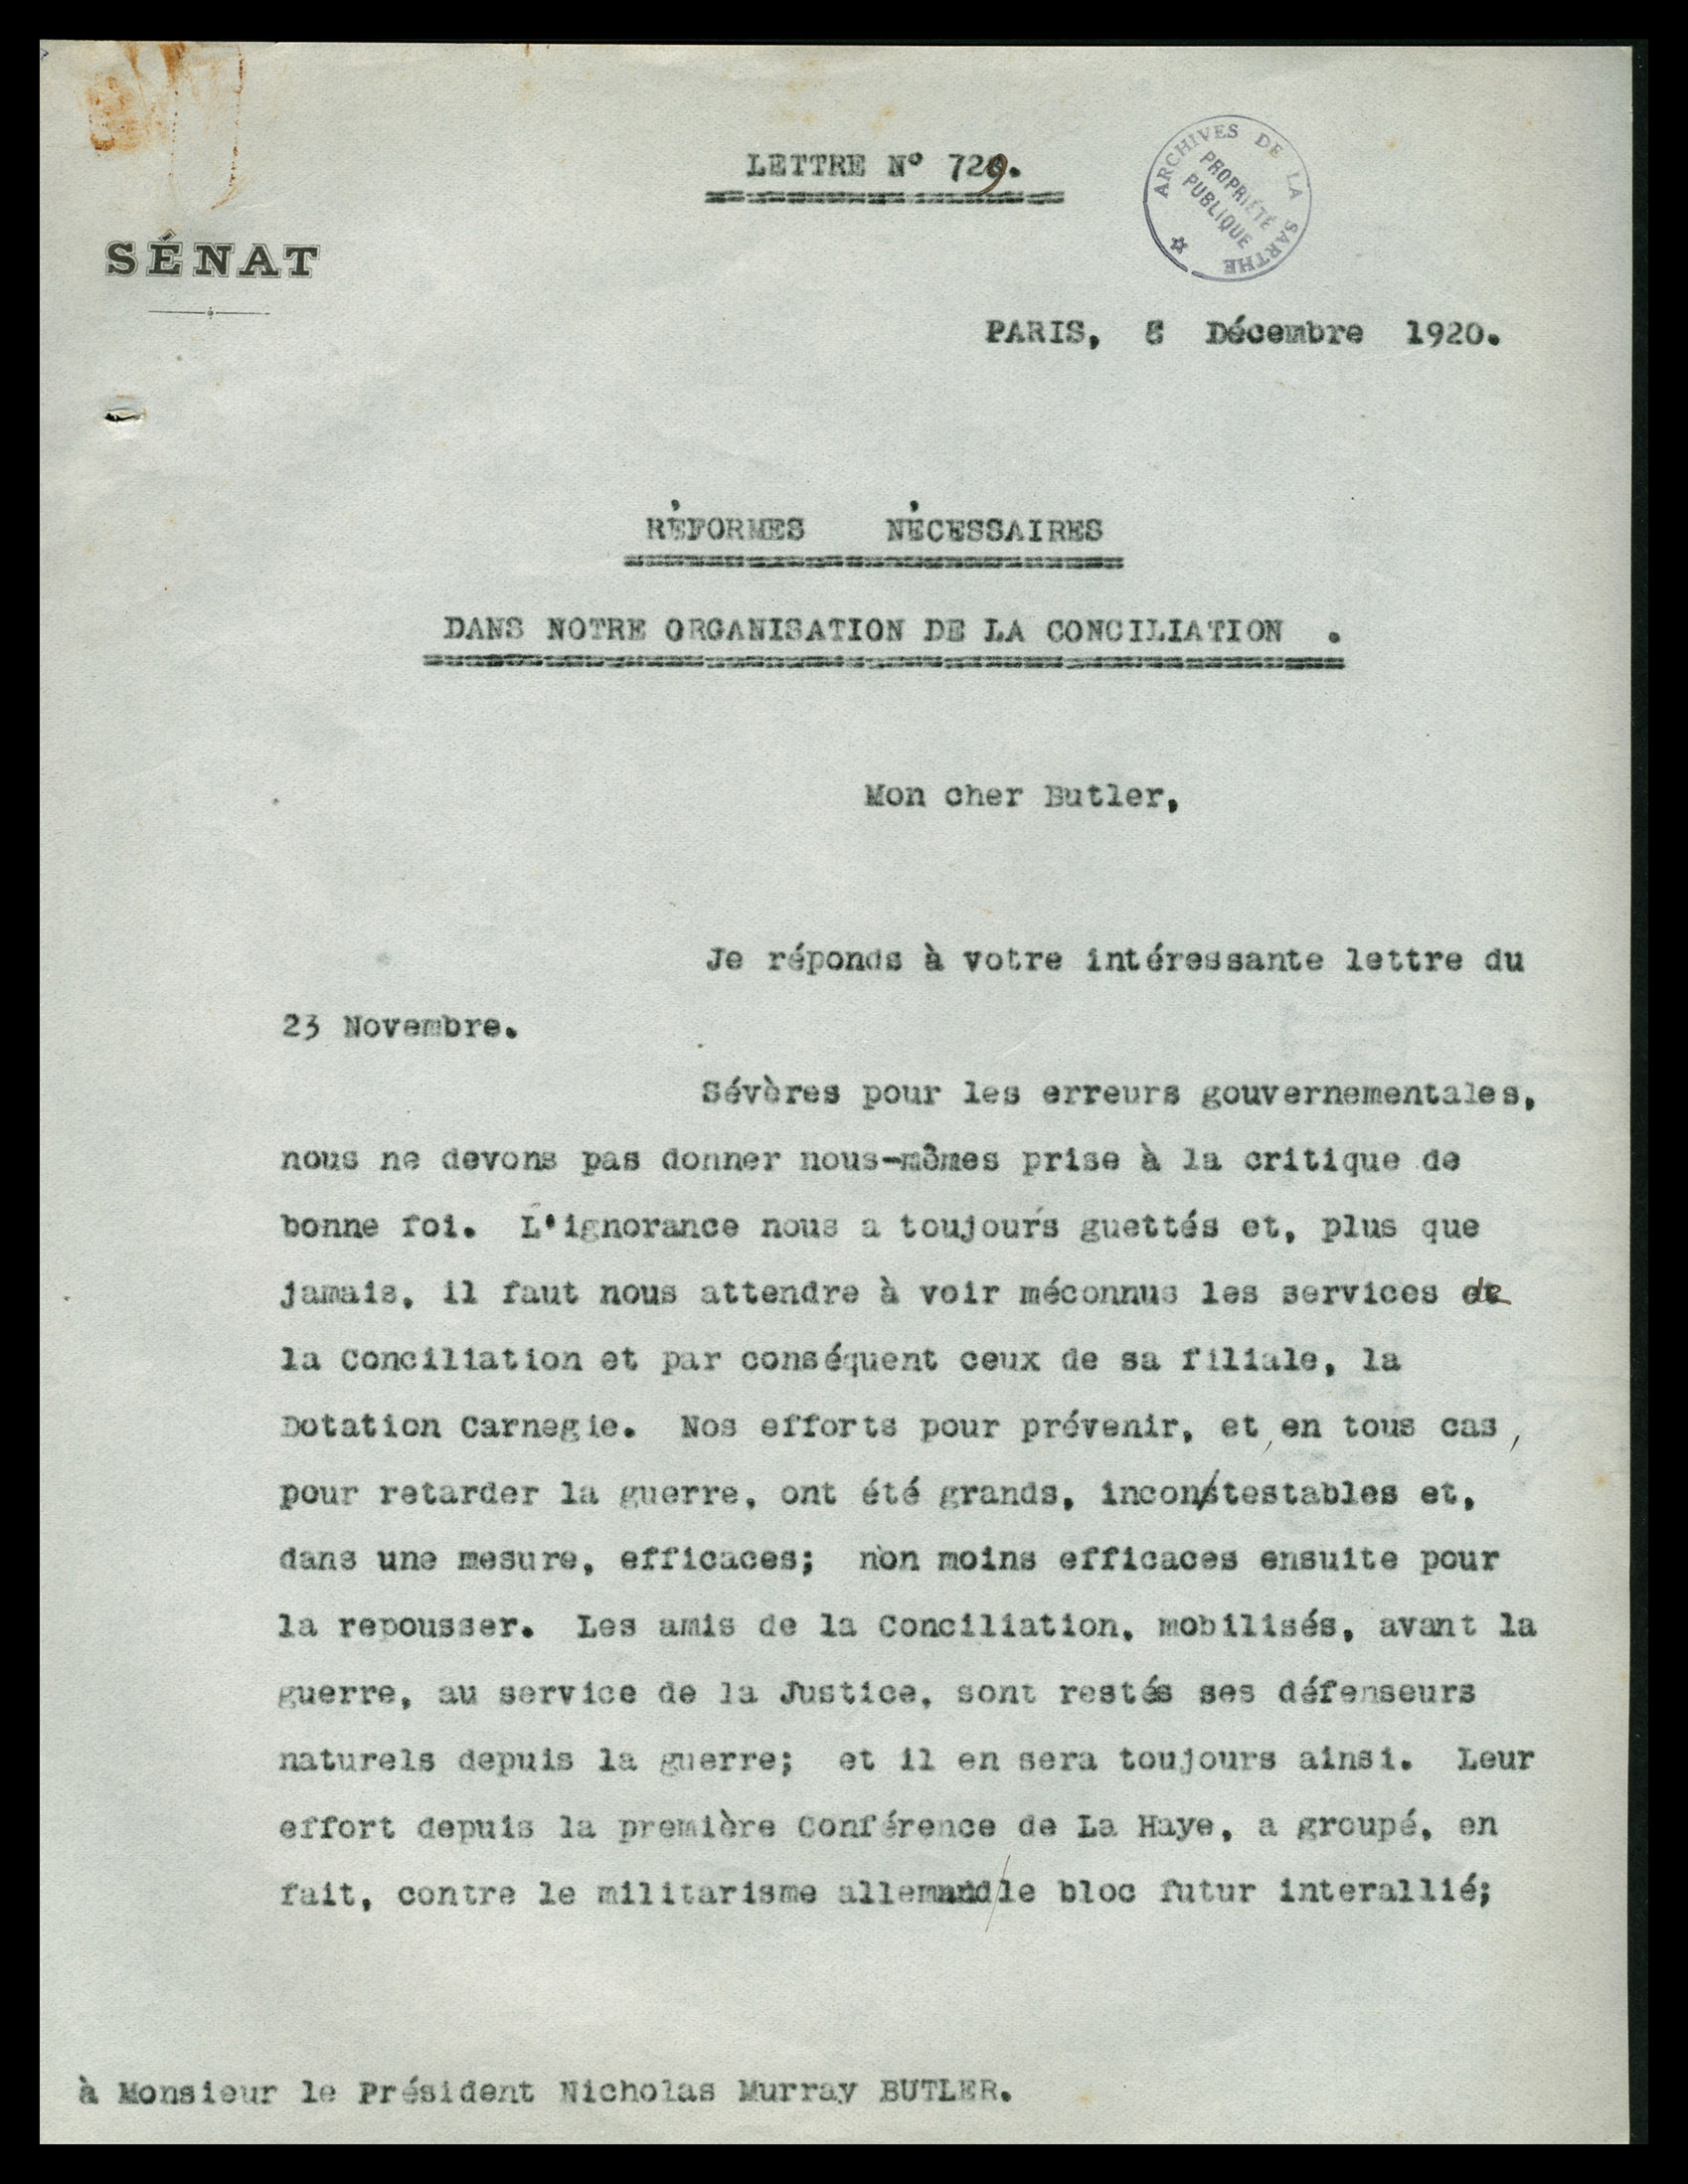 LETTRE N° 729.
ARCHIVES DE LA SARTHE
PROPRIÉTÉ
PUBLIQUE
SÉNAT
PARIS, Décembre 1920.
RÉFORMES NÉCESSAIRES
DANS NOTRE ORGANISATION DE LA CONCILIATION .
Mon cher Butler,
Je réponds à votre intéressante lettre du
23 Novembre.
Sévères pour les erreurs gouvernementales,
nous ne devons pas donner nous-mêmes prise à la critique de
bonne foi. L'ignorance nous a toujours guettés et, plus que
jamais, il faut nous attendre à voir méconnus les services de
la Conciliation et par conséquent ceux de sa filiale, la
Dotation Carnegie. Nos efforts pour prévenir, et, en tous cas,
pour retarder la guerre, ont été grands, incontestables et,
dans une mesure, efficaces; non moins efficaces ensuite pour
la repousser. Les amis de la Conciliation, mobilisés, avant la
guerre, au service de la Justice, sont restés ses défenseurs
naturels depuis la guerre; et il en sera toujours ainsi. Leur
effort depuis la première Conférence de La Haye, a groupé, en
fait, contre le militarisme allemand/le bloc futur interallié;
à Monsieur le Président Nicholas Murray BUTLER.